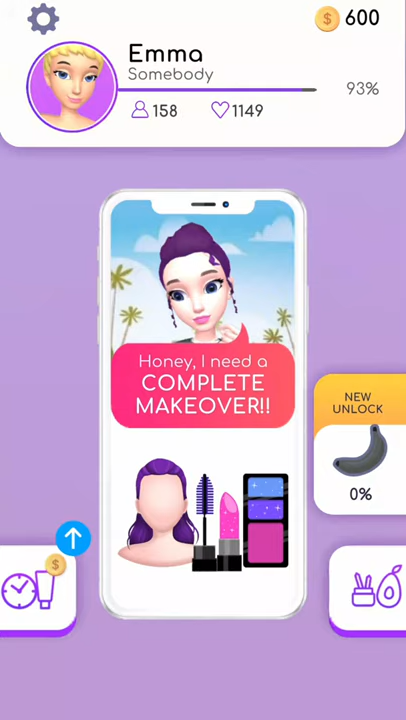 600
Emma
Somebody
93%
158
1149
Honey, I need a
COMPLETE
MAKEOVER!!
NEW
UNLOCK
0%
$